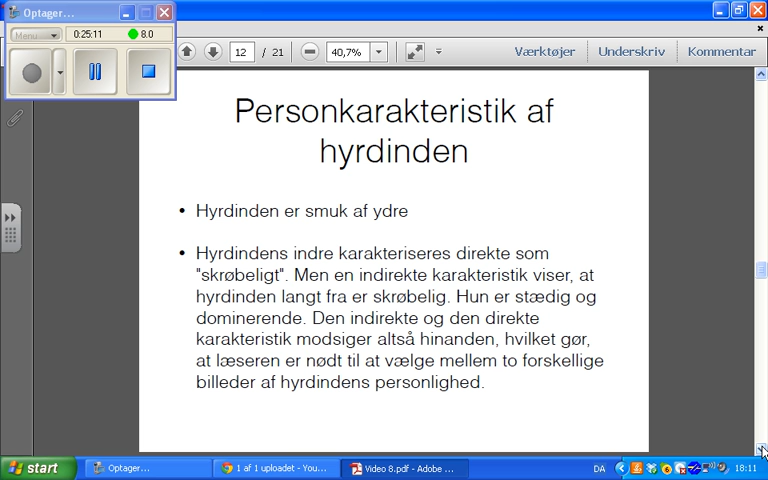 Optager...
Menu
0:25:11
8.0
12
/ 21
40,7%
Værktøjer
Underskriv
Kommentar
Personkarakteristik af
hyrdinden
• Hyrdinden er smuk af ydre
• Hyrdindens indre karakteriseres direkte som
"skrøbeligt". Men en indirekte karakteristik viser, at
hyrdinden langt fra er skrøbelig. Hun er stædig og
dominerende. Den indirekte og den direkte
karakteristik modsiger altså hinanden, hvilket gør,
at læseren er nødt til at vælge mellem to forskellige
billeder af hyrdindens personlighed.
start
Optager...
1 af 1 uploadet - You...
Video 8.pdf - Adobe ...
DA
18:11